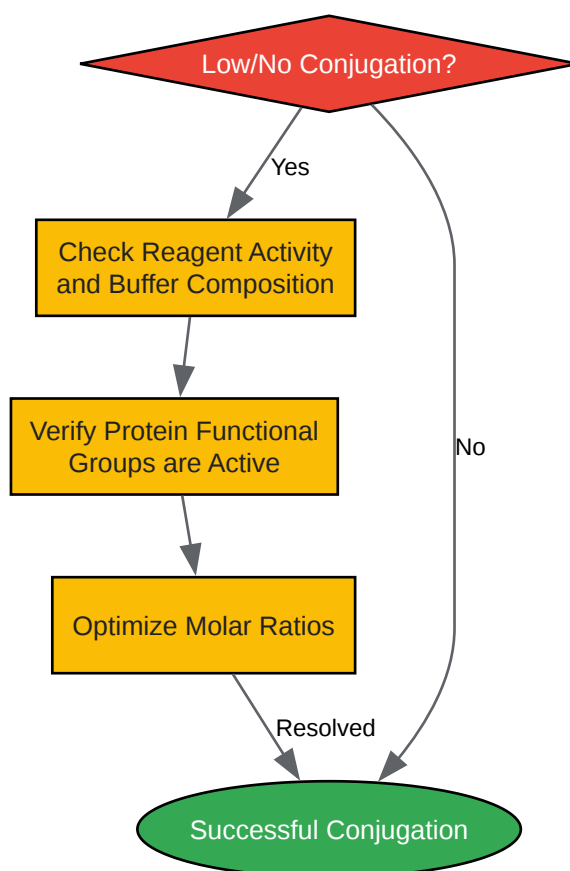 Low/No Conjugation?
Yes
Check Reagent Activity
and Buffer Composition
Verify Protein Functional
Groups are Active
No
Optimize Molar Ratios
Resolved
Successful Conjugation